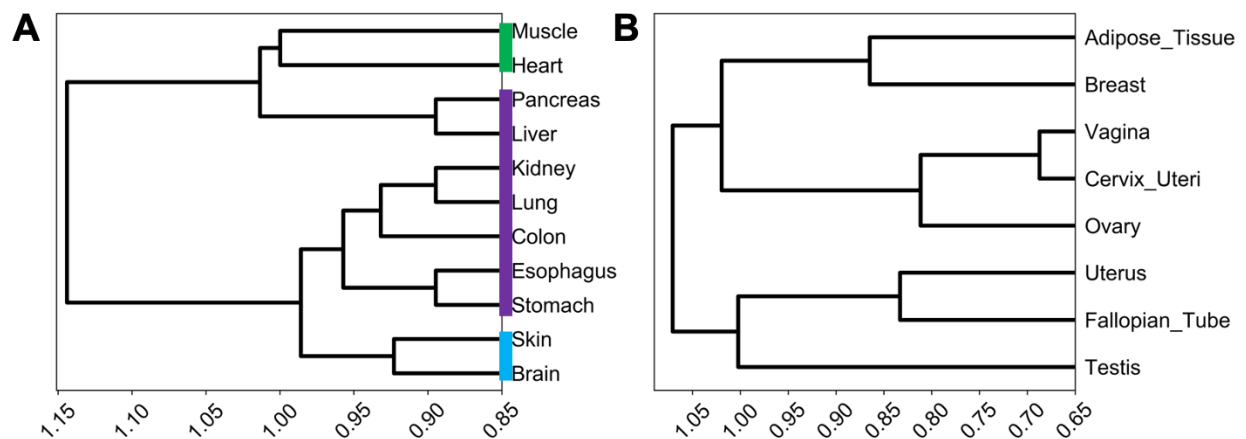 A
Muscle
Heart
Pancreas
Liver
Kidney
Lung
Colon
Esophagus
Stomach
Skin
Brain
1.15 1.10 1.05 1.00 0.95 0.90 0.85
B
Adipose_Tissue
Breast
Vagina
Cervix_Uteri
Ovary
Uterus
Fallopian_Tube
Testis
1.05 1.00 0.95 0.90 0.85 0.80 0.75 0.70 0.65